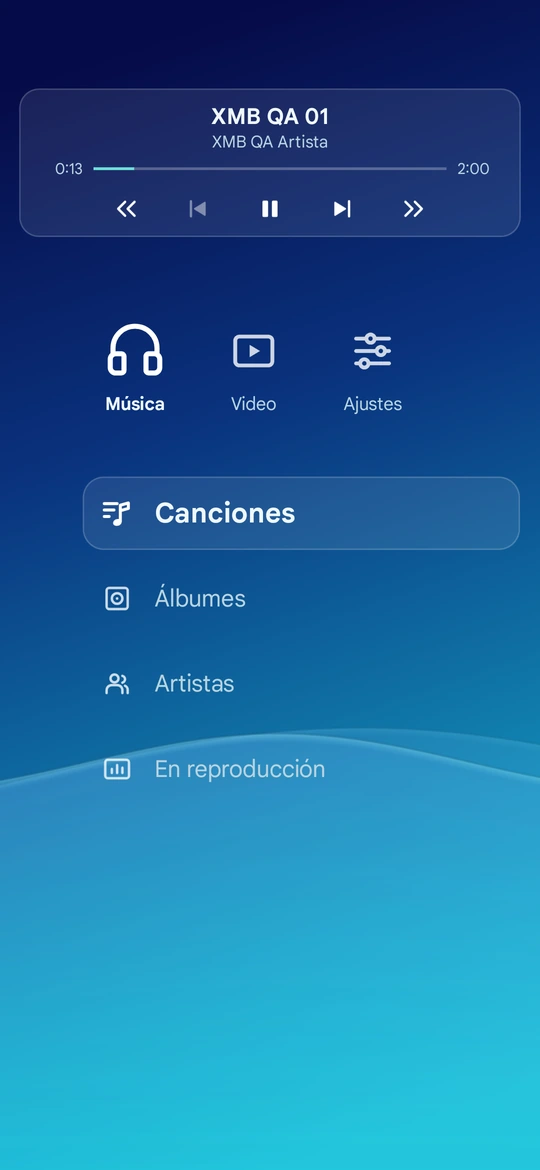 XMB QA 01
XMB QA Artista
0:13 2:00
Música Video Ajustes
Canciones
Álbumes
Artistas
En reproducción